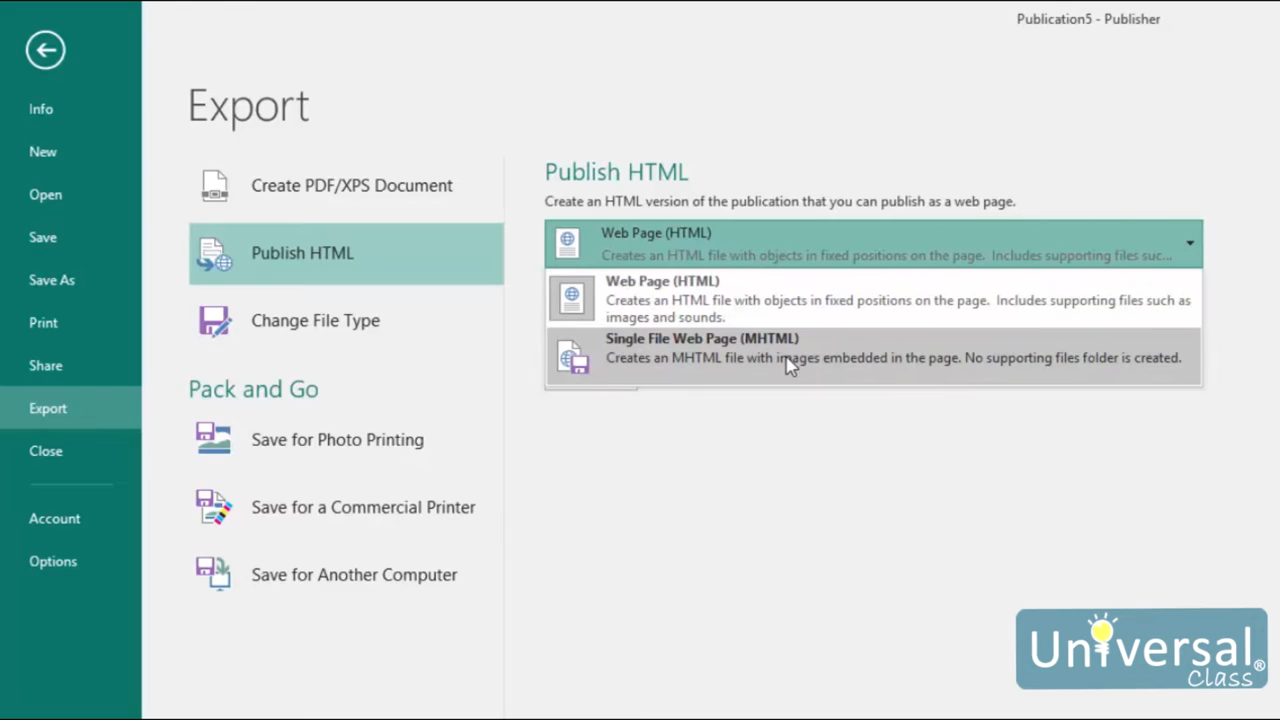 Publication5 - Publisher
Info
New
Open
Save
Save As
Print
Share
Export
Close
Account
Options
Export
Create PDF/XPS Document
Publish HTML
Change File Type
Pack and Go
Save for Photo Printing
Save for a Commercial Printer
Save for Another Computer
Publish HTML
Create an HTML version of the publication that you can publish as a web page.
Web Page (HTML)
Creates an HTML file with objects in fixed positions on the page. Includes supporting files suc...
Web Page (HTML)
Creates an HTML file with objects in fixed positions on the page. Includes supporting files such as
images and sounds.
Single File Web Page (MHTML)
Creates an MHTML file with images embedded in the page. No supporting files folder is created.
Universal®
Class